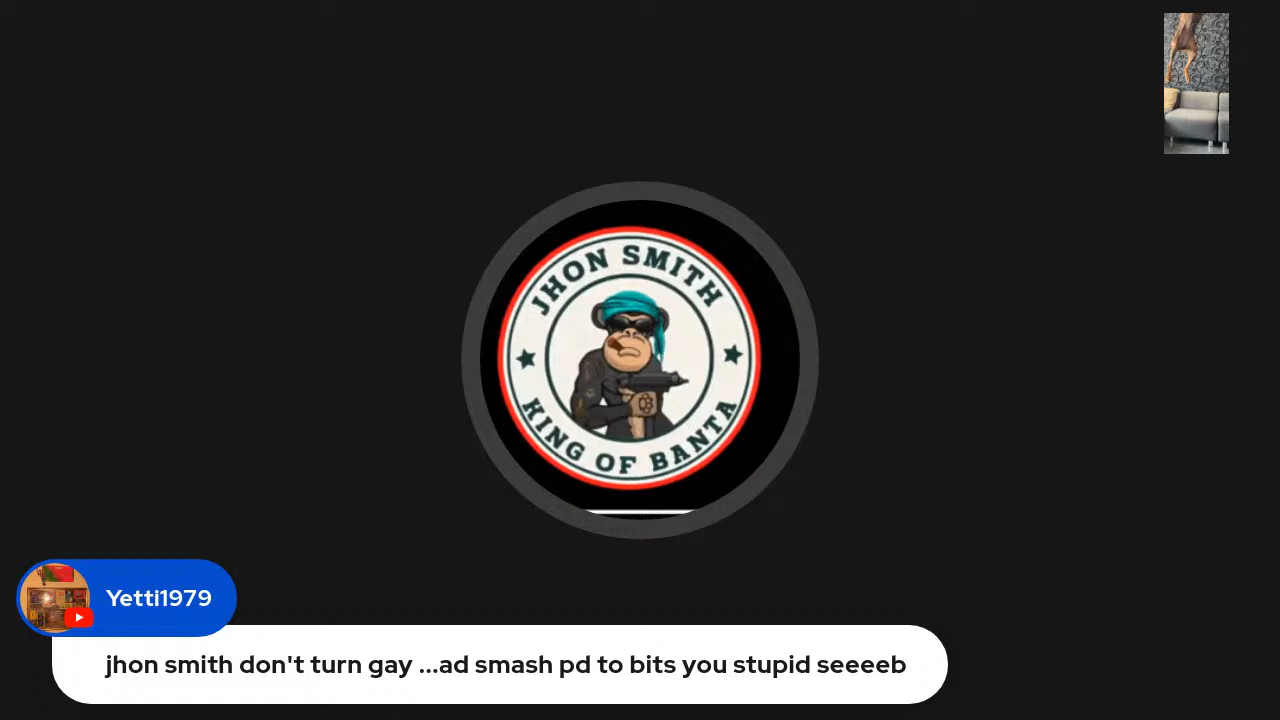 JHON SMITH
KING OF BANTA
Yetti1979
jhon smith don't turn gay ...ad smash pd to bits you stupid seeeeb